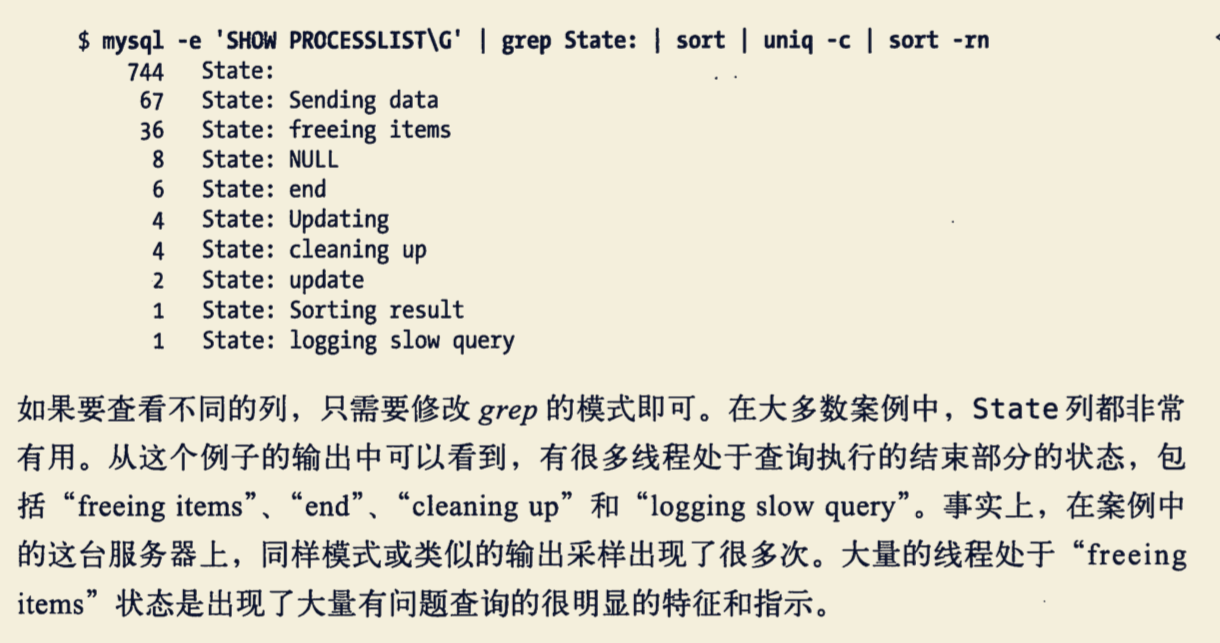 $ mysql -e 'SHOW PROCESSLIST\G' | grep State: | sort | uniq -c | sort -rn
744 State:
67 State: Sending data
36 State: freeing items
8 State: NULL
6 State: end
4 State: Updating
4 State: cleaning up
2 State: update
1 State: Sorting result
1 State: logging slow query
如果要查看不同的列，只需要修改 grep 的模式即可。在大多数案例中，State 列都非常
有用。从这个例子的输出中可以看到，有很多线程处于查询执行的结束部分的状态，包
括“freeing items”、“end”、“cleaning up”和“logging slow query”。事实上，在案例中
的这台服务器上，同样模式或类似的输出采样出现了很多次。大量的线程处于“freeing
items”状态是出现了大量有问题查询的很明显的特征和指示。